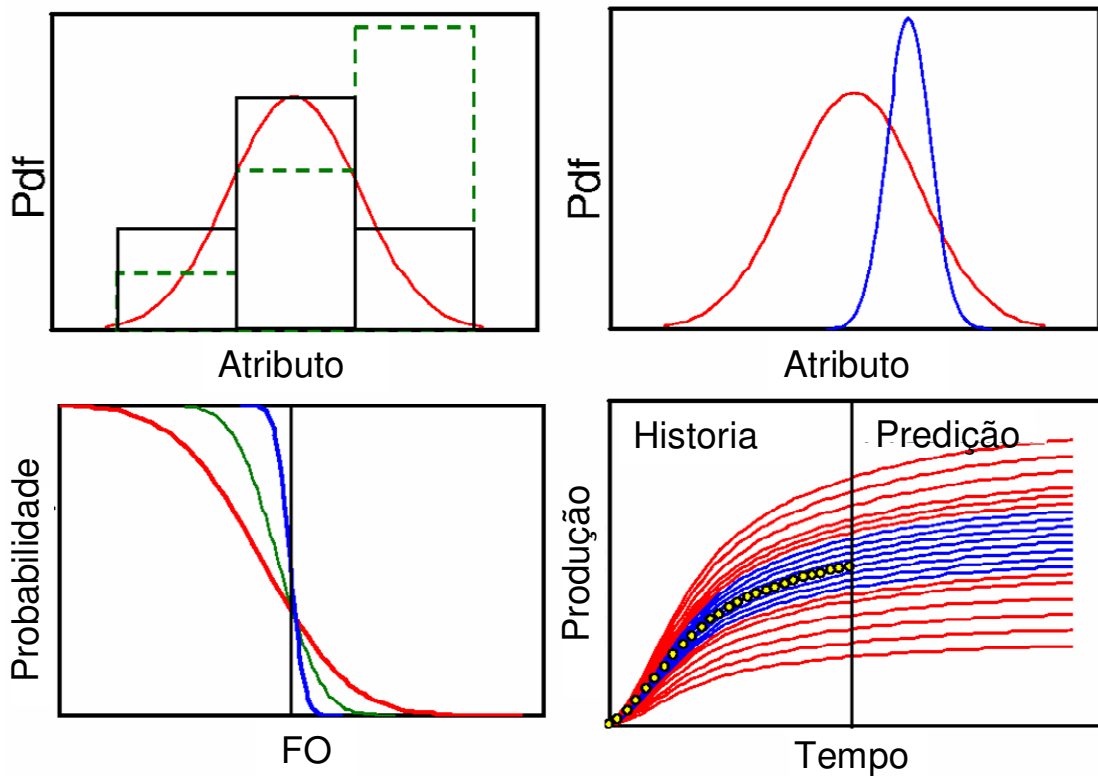 Pdf
Atributo
Pdf
Atributo
Probabilidade
FO
Historia
Predição
Produção
Tempo